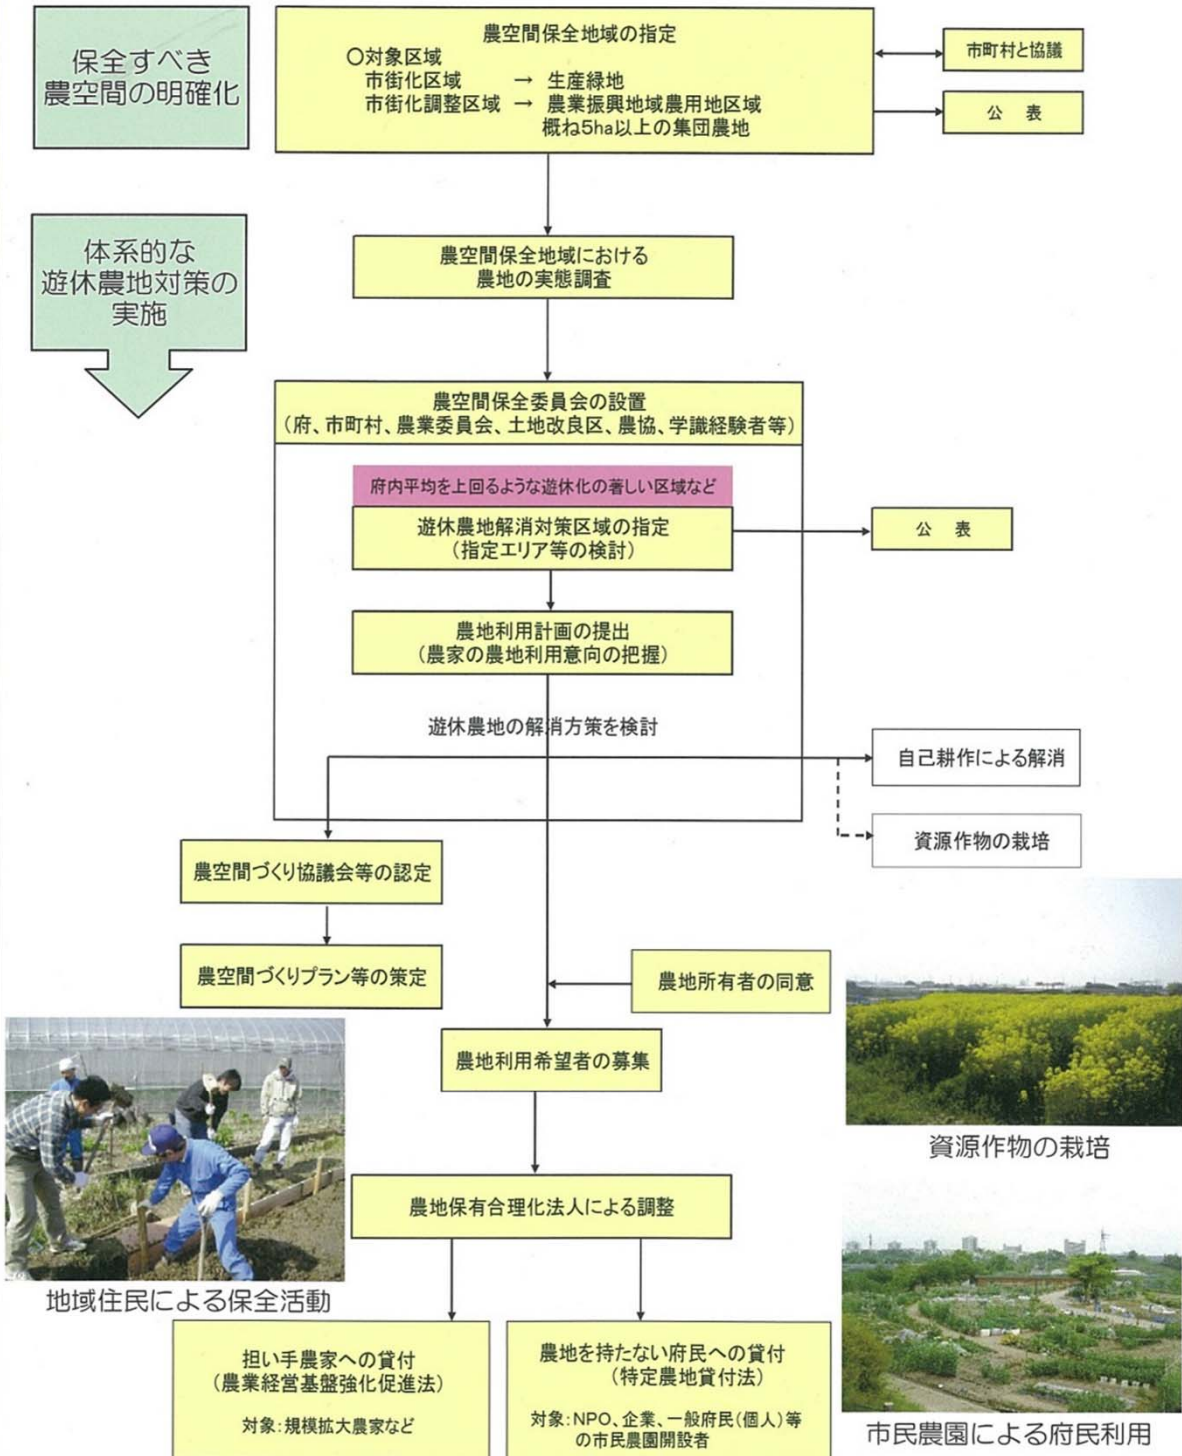 保全すべき
農空間の明確化
農空間保全地域の指定
○対象区域
市街化区域 → 生産緑地
市街化調整区域 → 農業振興地域農用地区域
概ね5ha以上の集団農地
市町村と協議
公 表
体系的な
遊休農地対策の
実施
農空間保全地域における
農地の実態調査
農空間保全委員会の設置
(府、市町村、農業委員会、土地改良区、農協、学識経験者等)
府内平均を上回るような遊休化の著しい区域など
遊休農地解消対策区域の指定
(指定エリア等の検討)
公 表
農地利用計画の提出
(農家の農地利用意向の把握)
遊休農地の解消方策を検討
自己耕作による解消
資源作物の栽培
農空間づくり協議会等の認定
農空間づくりプラン等の策定
農地所有者の同意
農地利用希望者の募集
資源作物の栽培
農地保有合理化法人による調整
地域住民による保全活動
担い手農家への貸付
(農業経営基盤強化促進法)
対象:規模拡大農家など
農地を持たない府民への貸付
(特定農地貸付法)
対象:NPO、企業、一般府民(個人)等
の市民農園開設者
市民農園による府民利用